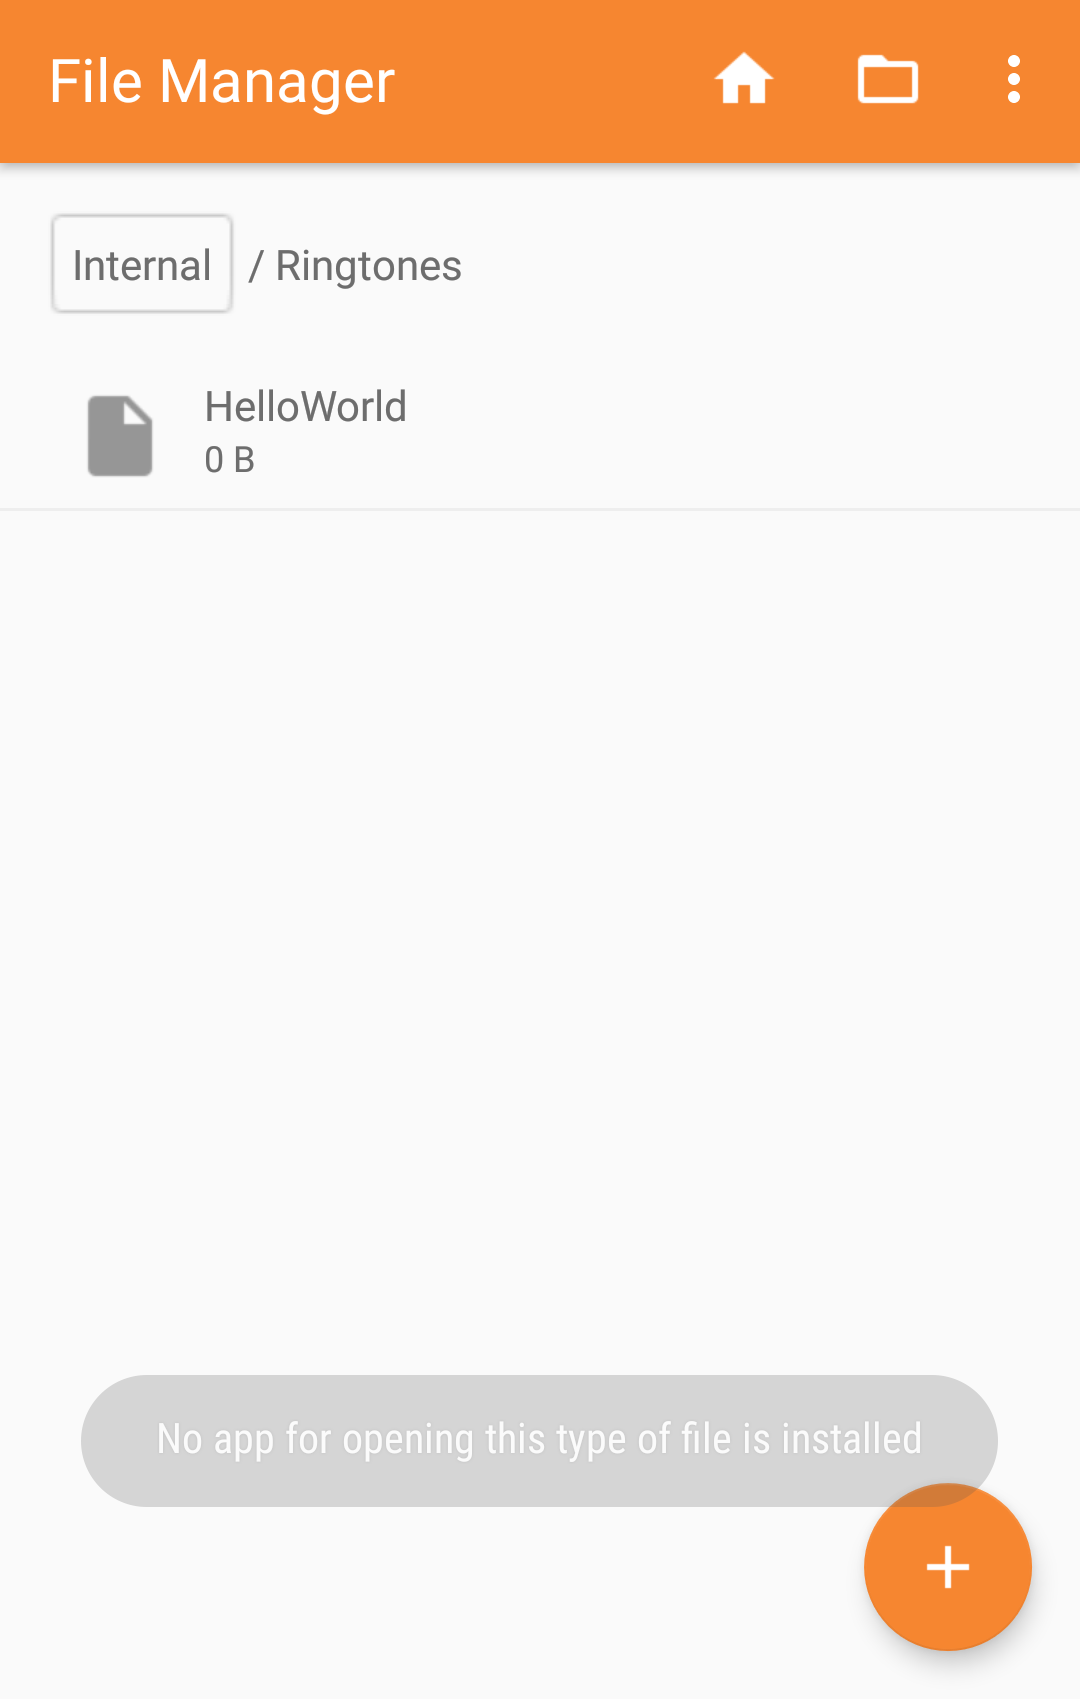 File Manager
Internal / Ringtones
HelloWorld
0 B
No app for opening this type of file is installed